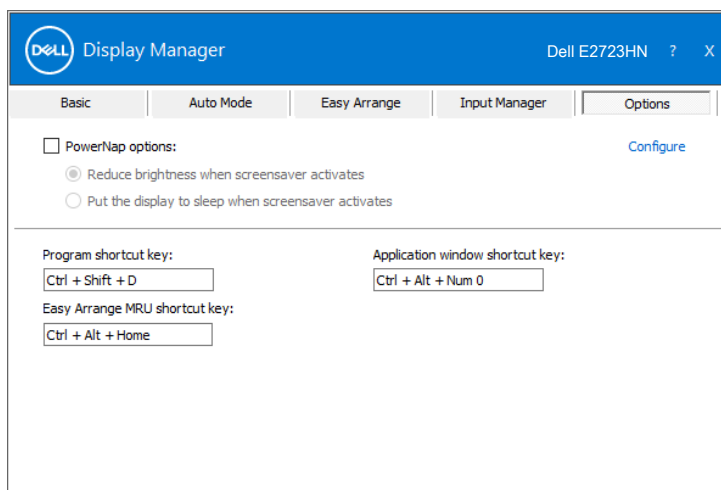 DELL Display Manager Dell E2723HN ? X
Basic Auto Mode Easy Arrange Input Manager Options
PowerNap options: Configure
Reduce brightness when screensaver activates
Put the display to sleep when screensaver activates
Program shortcut key: Application window shortcut key:
Ctrl + Shift + D Ctrl + Alt + Num 0
Easy Arrange MRU shortcut key:
Ctrl + Alt + Home